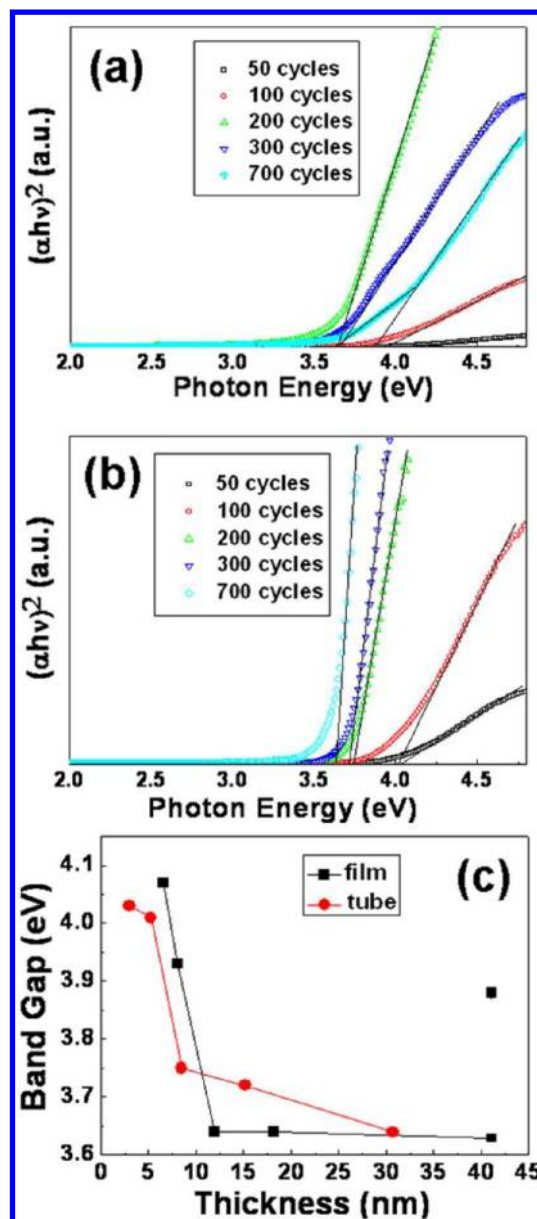 (a)
50 cycles
100 cycles
200 cycles
300 cycles
700 cycles
(αhν)² (a.u.)
2.0 2.5 3.0 3.5 4.0 4.5
Photon Energy (eV)
(b)
50 cycles
100 cycles
200 cycles
300 cycles
700 cycles
(αhν)² (a.u.)
2.0 2.5 3.0 3.5 4.0 4.5
Photon Energy (eV)
(c)
film
tube
4.1
4.0
3.9
3.8
3.7
3.6
Band Gap (eV)
0 5 10 15 20 25 30 35 40 45
Thickness (nm)